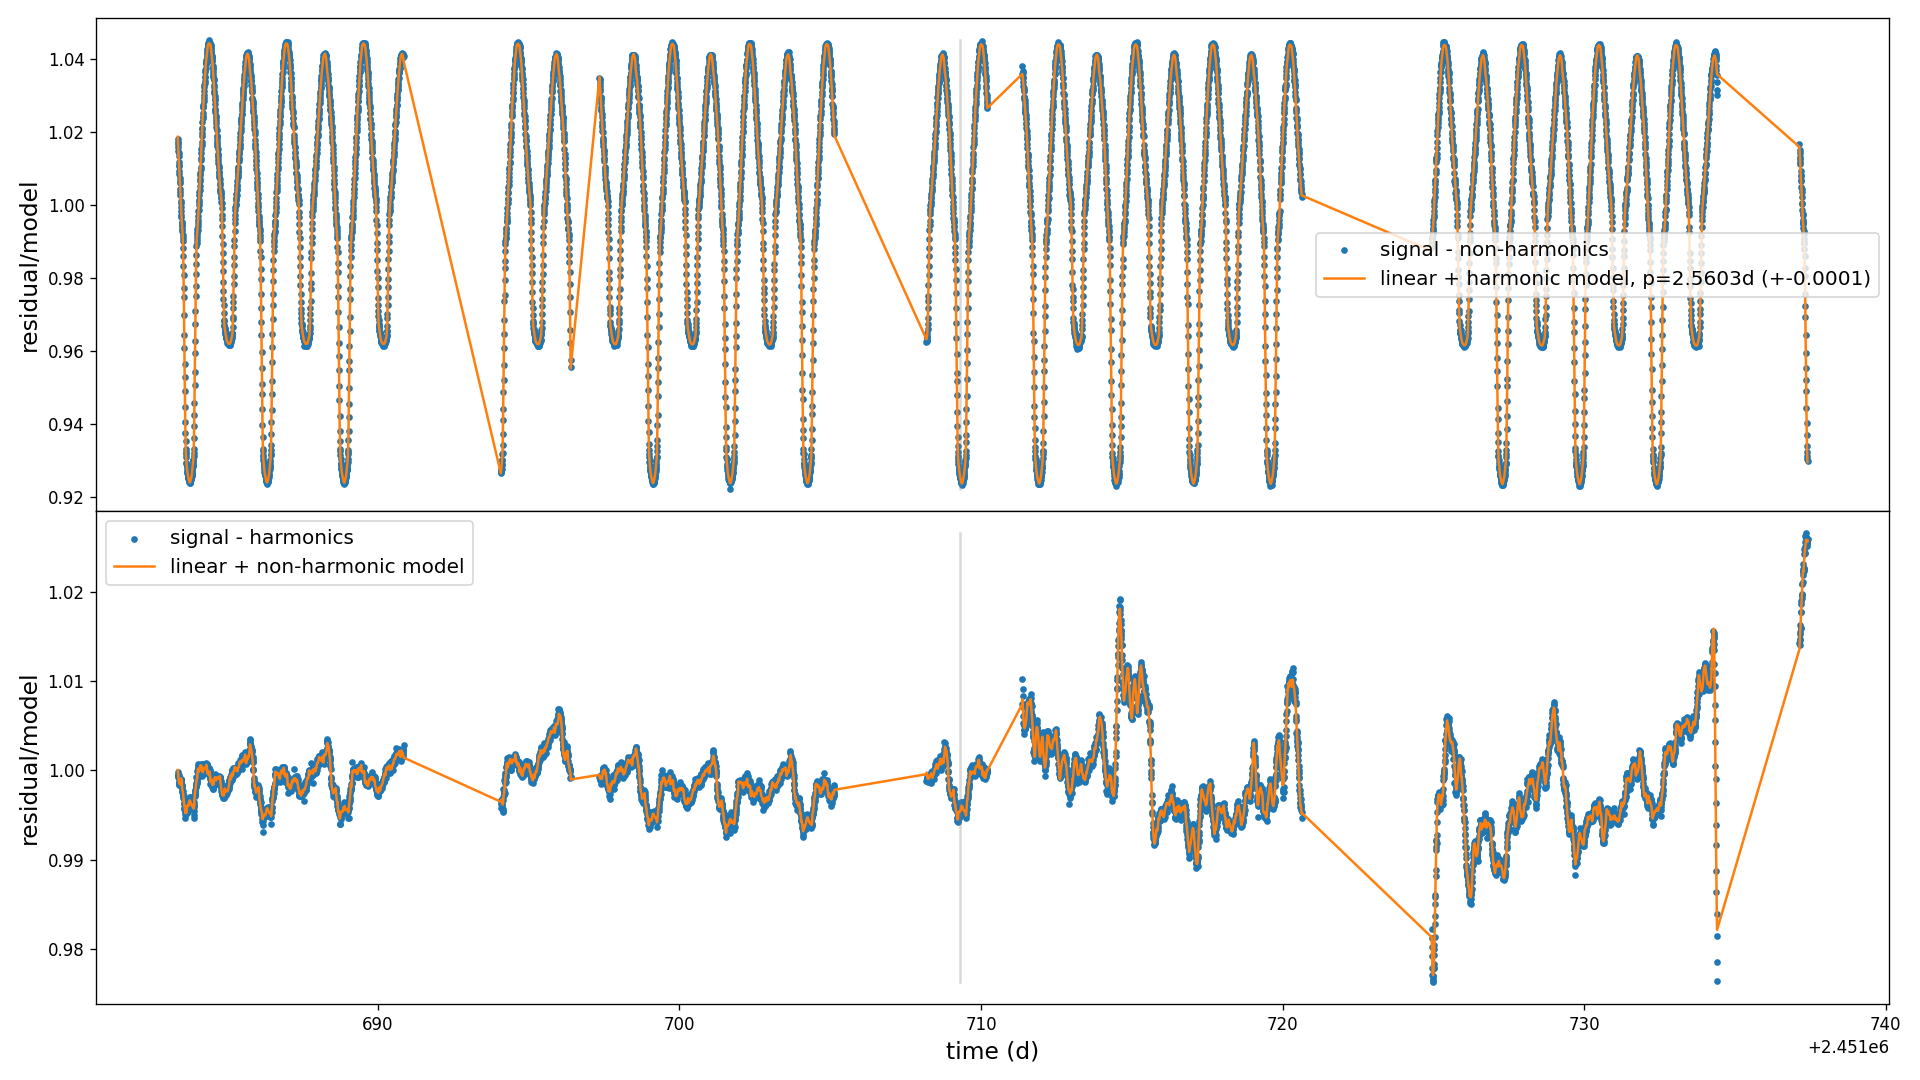 1.04
1.02
1.00
0.98
0.96
0.94
0.92
residual/model
signal - non-harmonics
linear + harmonic model, p=2.5603d (+-0.0001)
signal - harmonics
linear + non-harmonic model
1.02
1.01
1.00
0.99
0.98
residual/model
690
700
710
720
730
740
time (d)
+2.451e6